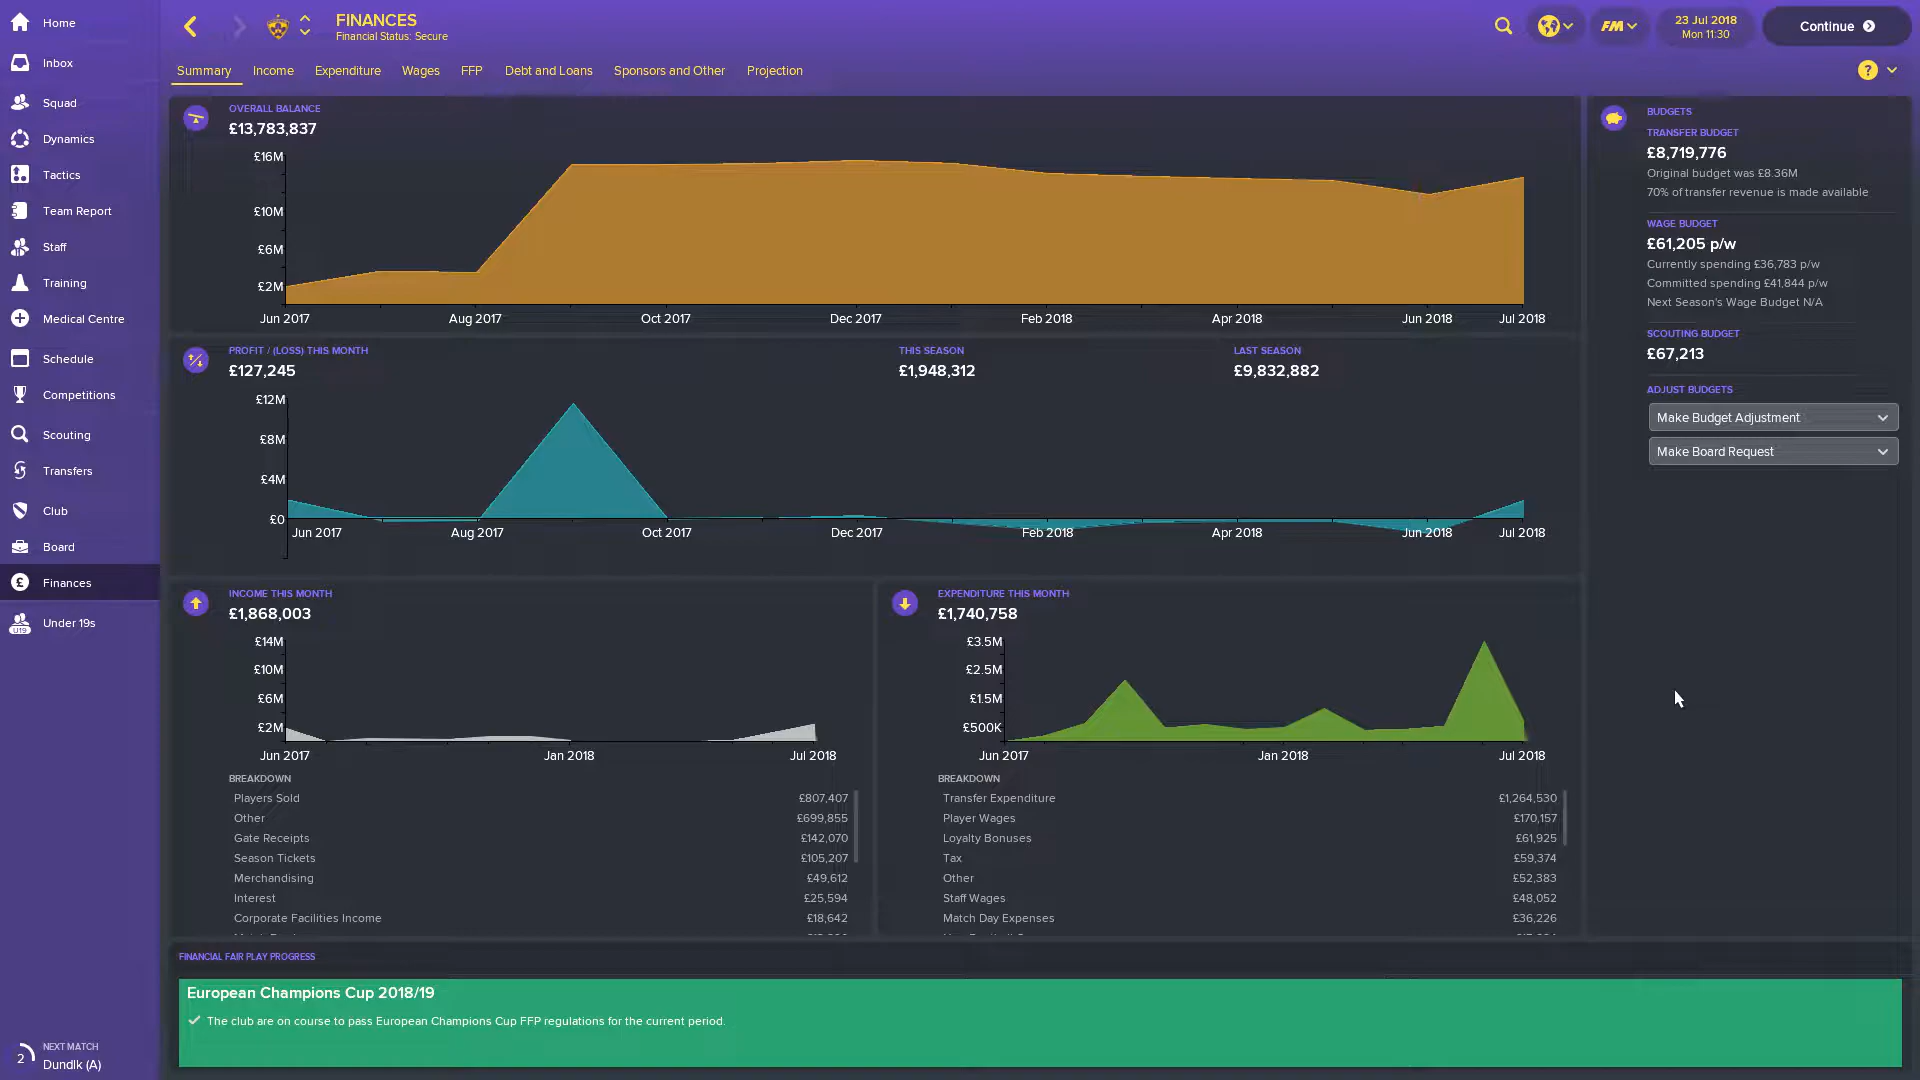 Home
Inbox
Squad
Dynamics
Tactics
Team Report
Staff
Training
Medical Centre
Schedule
Competitions
Scouting
Transfers
Club
Board
£
Finances
U19
Under 19s
2
NEXT MATCH
Dundlk (A)
FINANCES
Financial Status: Secure
FM
23 Jul 2018
Mon 11:30
Continue
Summary Income Expenditure Wages FFP Debt and Loans Sponsors and Other Projection
?
OVERALL BALANCE
£13,783,837
£16M
£10M
£6M
£2M
Jun 2017 Aug 2017 Oct 2017 Dec 2017 Feb 2018 Apr 2018 Jun 2018 Jul 2018
PROFIT / (LOSS) THIS MONTH
£127,245
THIS SEASON
£1,948,312
LAST SEASON
£9,832,882
£12M
£8M
£4M
£0
Jun 2017 Aug 2017 Oct 2017 Dec 2017 Feb 2018 Apr 2018 Jun 2018 Jul 2018
INCOME THIS MONTH
£1,868,003
£14M
£10M
£6M
£2M
Jun 2017 Jan 2018 Jul 2018
BREAKDOWN
Players Sold £807,407
Other £699,855
Gate Receipts £142,070
Season Tickets £105,207
Merchandising £49,612
Interest £25,594
Corporate Facilities Income £18,642
EXPENDITURE THIS MONTH
£1,740,758
£3.5M
£2.5M
£1.5M
£500K
Jun 2017 Jan 2018 Jul 2018
BREAKDOWN
Transfer Expenditure £1,264,530
Player Wages £170,157
Loyalty Bonuses £61,925
Tax £59,374
Other £52,383
Staff Wages £48,052
Match Day Expenses £36,226
BUDGETS
TRANSFER BUDGET
£8,719,776
Original budget was £8.36M
70% of transfer revenue is made available
WAGE BUDGET
£61,205 p/w
Currently spending £36,783 p/w
Committed spending £41,844 p/w
Next Season's Wage Budget N/A
SCOUTING BUDGET
£67,213
ADJUST BUDGETS
Make Budget Adjustment
Make Board Request
FINANCIAL FAIR PLAY PROGRESS
European Champions Cup 2018/19
The club are on course to pass European Champions Cup FFP regulations for the current period.